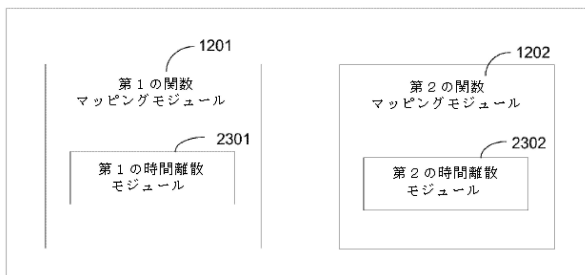 1201
第１の関数
マッピングモジュール
2301
第１の時間離散
モジュール
1202
第２の関数
マッピングモジュール
2302
第２の時間離散
モジュール